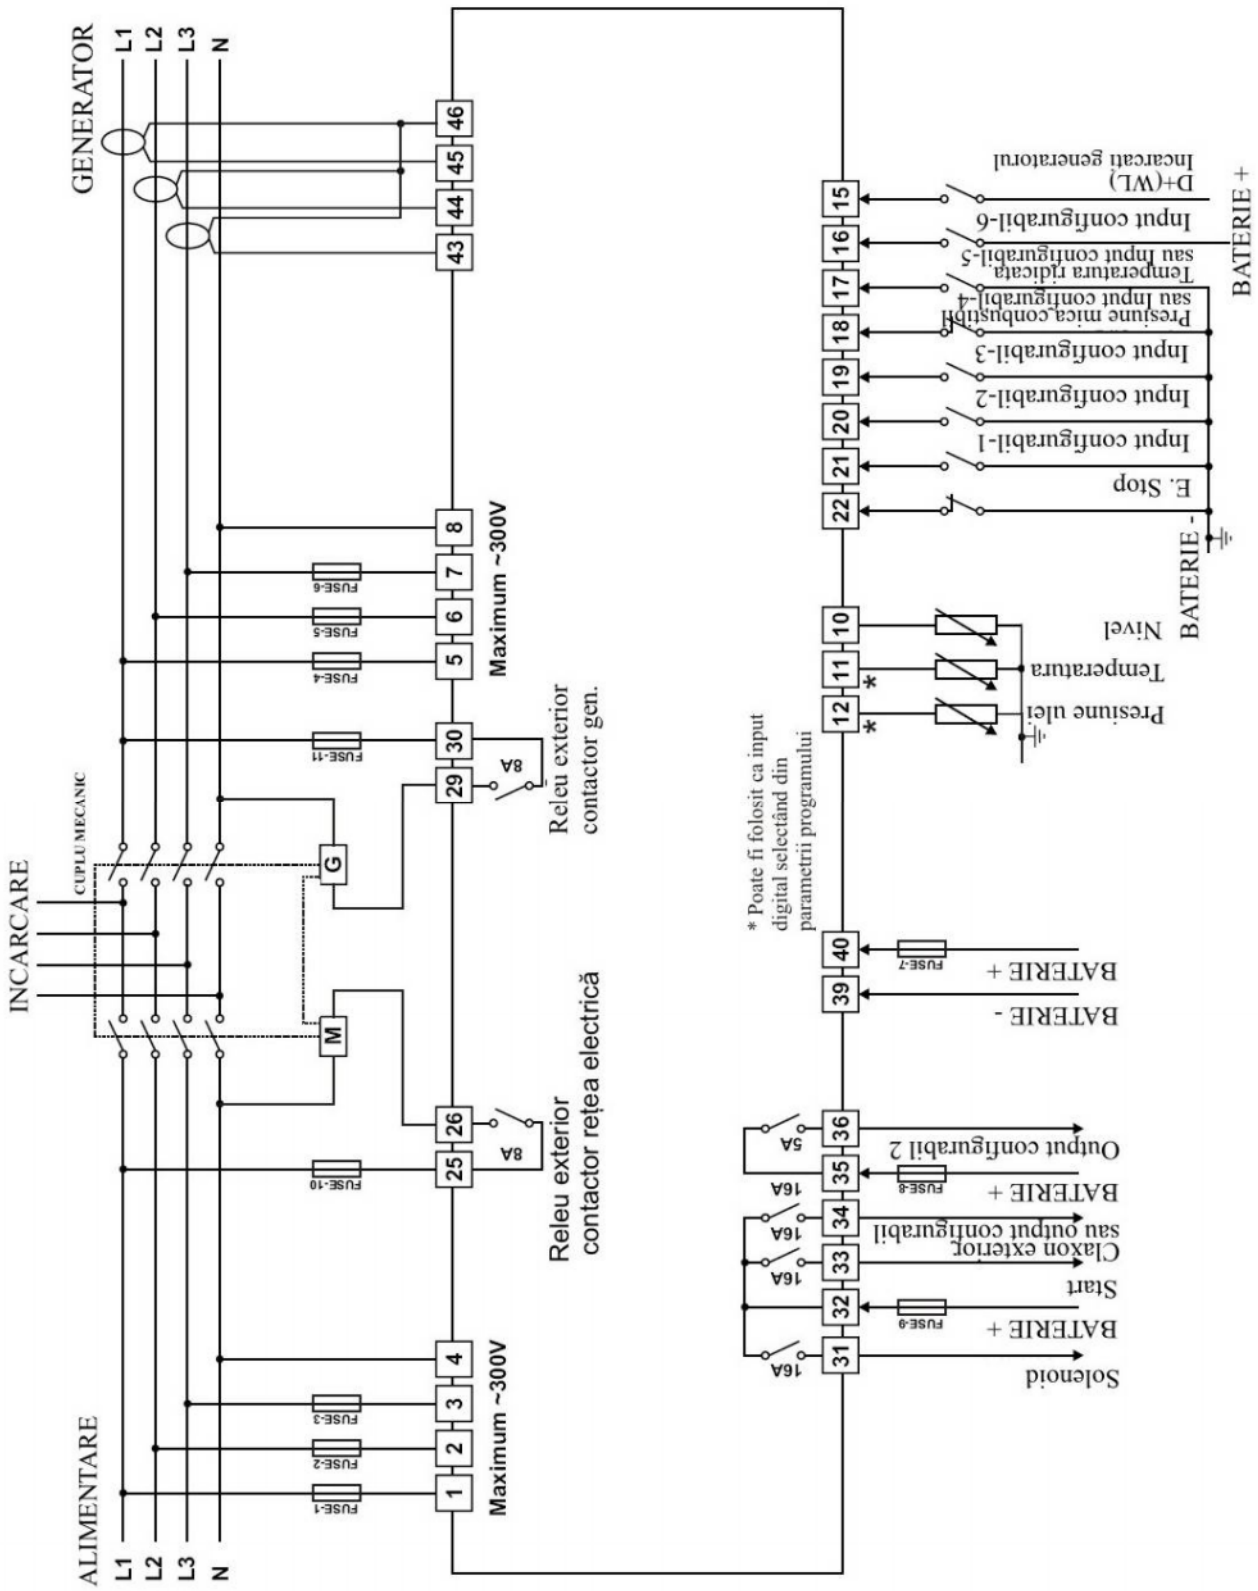 ALIMENTARE
INCARCARE
GENERATOR
L1
L2
L3
N
L1
L2
L3
N
CUPLU MECANIC
M
G
FUSE-1
FUSE-2
FUSE-3
FUSE-10
FUSE-11
FUSE-4
FUSE-5
FUSE-6
1
2
3
4
25
26
29
30
5
6
7
8
43
44
45
46
Maximum ~300V
8A
Releu exterior
contactor rețea electrică
8A
Releu exterior
contactor gen.
Maximum ~300V
* Poate fi folosit ca input
digital selectând din
parametrii programului
16A
16A
16A
16A
5A
31
32
33
34
35
36
39
40
12
11
10
22
21
20
19
18
17
16
15
*
*
FUSE-9
FUSE-8
FUSE-7
Solenoid
BATERIE +
Start
Claxon exterior
sau output configurabil
BATERIE +
Output configurabil 2
BATERIE -
BATERIE +
Presiune ulei
Temperatura
Nivel
BATERIE -
E. Stop
Input configurabil-1
Input configurabil-2
Input configurabil-3
Presiune mica conbustibil
sau Input configurabil-4
Temperatura ridicata
sau Input configurabil-5
Input configurabil-6
D+(WL)
Incarcati generatorul
BATERIE +